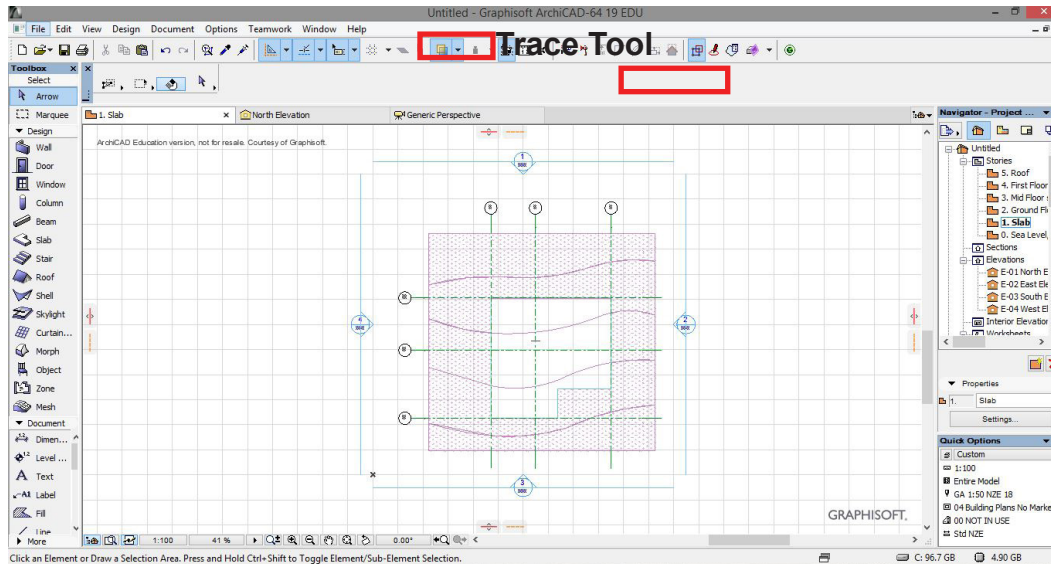 Untitled - Graphisoft ArchiCAD-64 19 EDU
File Edit View Design Document Options Teamwork Window Help
Trace Tool
Toolbox
Select
Arrow
Marquee
Design
Wall
Door
Window
Column
Beam
Slab
Stair
Roof
Shell
Skylight
Curtain...
Morph
Object
Zone
Mesh
Document
Dimen...
Level ...
Text
Label
Fill
Line
More
1. Slab
North Elevation
Generic Perspective
ArchiCAD Education version, not for resale. Courtesy of Graphisoft.
1
4
2
3
GRAPHISOFT.
1:100 41 % 0.00°
Navigator - Project ...
Untitled
Stories
5. Roof
4. First Floor
3. Mid Floor
2. Ground Fl
1. Slab
0. Sea Level,
Sections
Elevations
E-01 North E
E-02 East Ele
E-03 South E
E-04 West El
Interior Elevation
Worksheets
Properties
1. Slab
Settings...
Quick Options
Custom
1:100
Entire Model
GA 1:50 NZE 18
04 Building Plans No Marke
00 NOT IN USE
Std NZE
Click an Element or Draw a Selection Area. Press and Hold Ctrl+Shift to Toggle Element/Sub-Element Selection.
C: 96.7 GB 4.90 GB